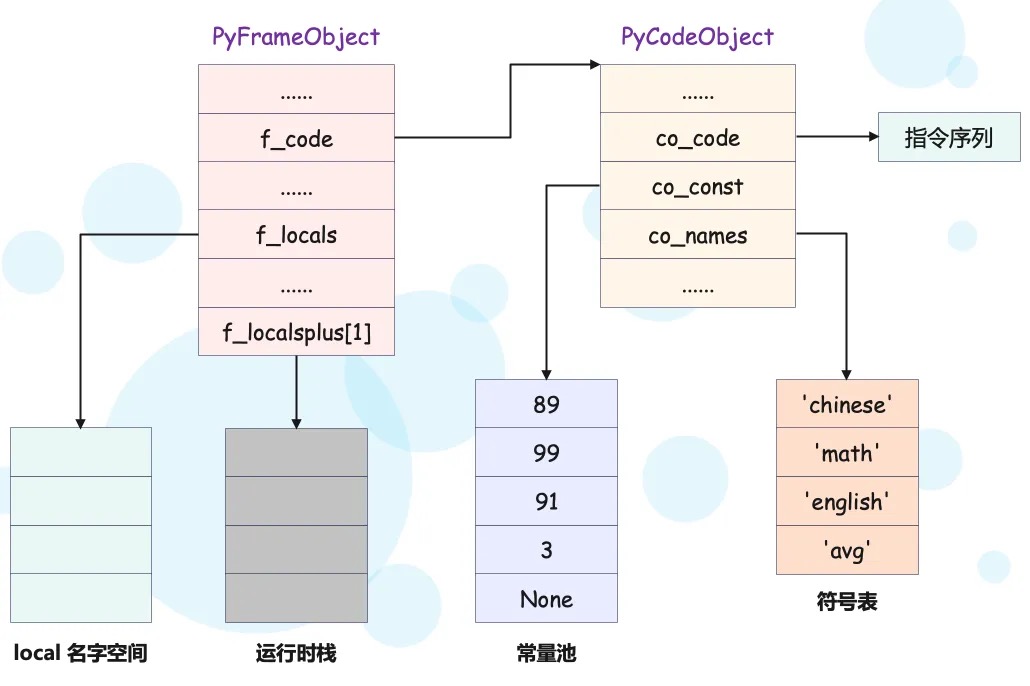 PyFrameObject
PyCodeObject
......
f_code
......
f_locals
......
f_localsplus[1]
......
co_code
co_const
co_names
......
指令序列
local 名字空间
运行时栈
89
99
91
3
None
常量池
'chinese'
'math'
'english'
'avg'
符号表